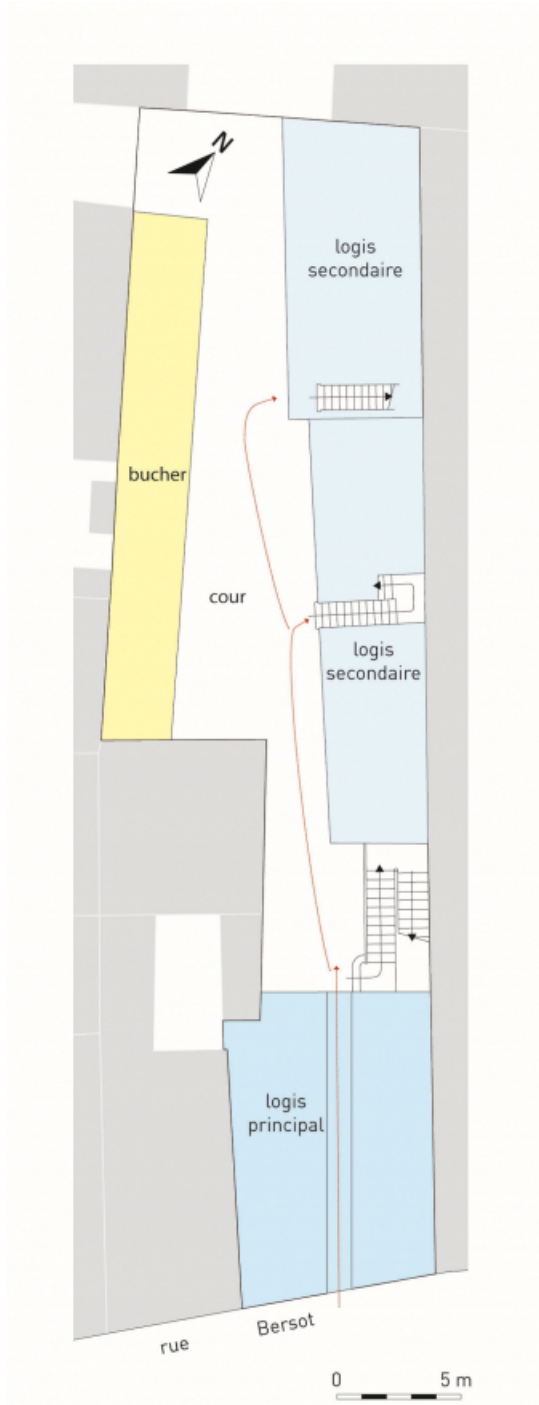 N
logis
secondaire
bucher
cour
logis
secondaire
logis
principal
rue Bersot
0 5 m